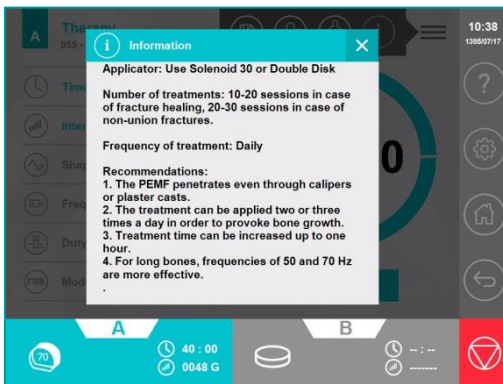 A
Therapy
055 -
10:38
1395/07/17
i Information
Applicator: Use Solenoid 30 or Double Disk
Number of treatments: 10-20 sessions in case
of fracture healing, 20-30 sessions in case of
non-union fractures.
Frequency of treatment: Daily
Recommendations:
1. The PEMF penetrates even through calipers
or plaster casts.
2. The treatment can be applied two or three
times a day in order to provoke bone growth.
3. Treatment time can be increased up to one
hour.
4. For long bones, frequencies of 50 and 70 Hz
are more effective.
.
Time
Inter
Shap
Freq
Duty
Mod
0
?
A
B
70
40 : 00
0048 G
-- : --
-------